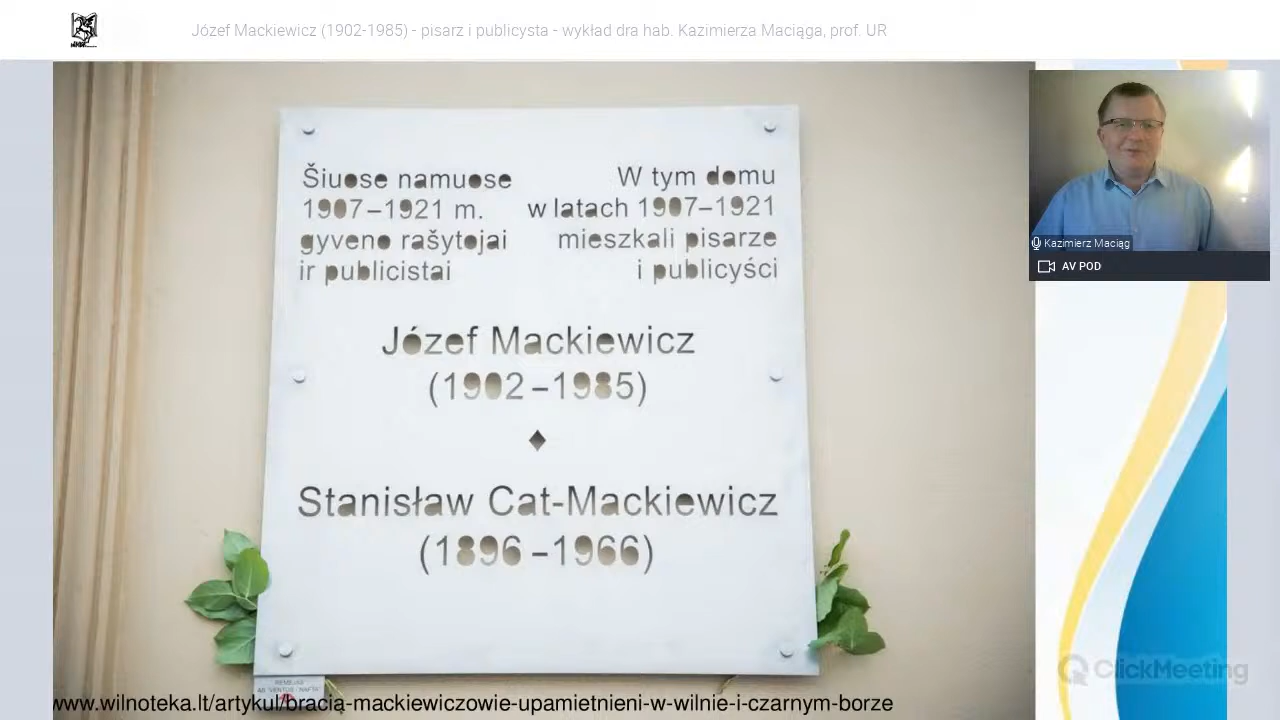 Józef Mackiewicz (1902-1985) - pisarz i publicysta - wykład dra hab. Kazimierza Maciąga, prof. UR
Šiuose namuose
1907–1921 m.
gyveno rašytojai
ir publicistai
W tym domu
w latach 1907–1921
mieszkali pisarze
i publicyści
Józef Mackiewicz
(1902–1985)
Stanisław Cat-Mackiewicz
(1896–1966)
www.wilnoteka.lt/artykul/bracia-mackiewiczowie-upamietnieni-w-wilnie-i-czarnym-borze
Kazimierz Maciąg
AV POD
ClickMeeting